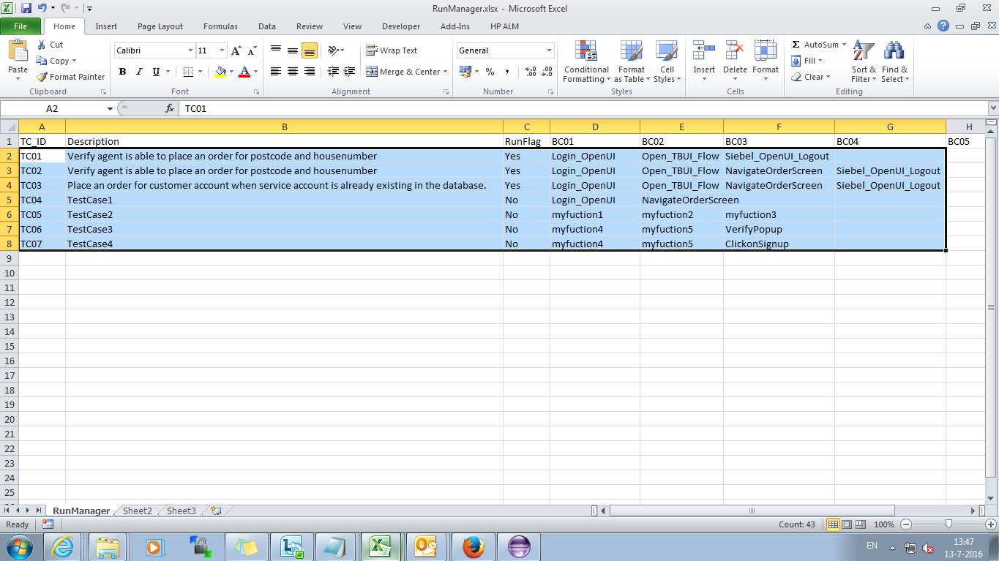 RunManager.xlsx - Microsoft Excel
File Home Insert Page Layout Formulas Data Review View Developer Add-Ins HP ALM
Paste Cut Copy Format Painter Clipboard
Calibri 11 B I U Font
Wrap Text Merge & Center Alignment
General % , Number
Conditional Formatting Format as Table Cell Styles Styles
Insert Delete Format Cells
Σ AutoSum Fill Clear Sort & Filter Find & Select Editing
A2 fx TC01
A B C D E F G H
1 TC_ID Description RunFlag BC01 BC02 BC03 BC04 BC05
2 TC01 Verify agent is able to place an order for postcode and housenumber Yes Login_OpenUI Open_TBUI_Flow Siebel_OpenUI_Logout
3 TC02 Verify agent is able to place an order for postcode and housenumber Yes Login_OpenUI Open_TBUI_Flow NavigateOrderScreen Siebel_OpenUI_Logout
4 TC03 Place an order for customer account when service account is already existing in the database. Yes Login_OpenUI Open_TBUI_Flow NavigateOrderScreen Siebel_OpenUI_Logout
5 TC04 TestCase1 No Login_OpenUI NavigateOrderScreen
6 TC05 TestCase2 No myfuction1 myfuction2 myfuction3
7 TC06 TestCase3 No myfuction4 myfuction5 VerifyPopup
8 TC07 TestCase4 No myfuction4 myfuction5 ClickonSignup
9
10
11
12
13
14
15
16
17
18
19
20
21
22
23
24
25
RunManager Sheet2 Sheet3
Ready Count: 43 100%
EN 13:47
13-7-2016